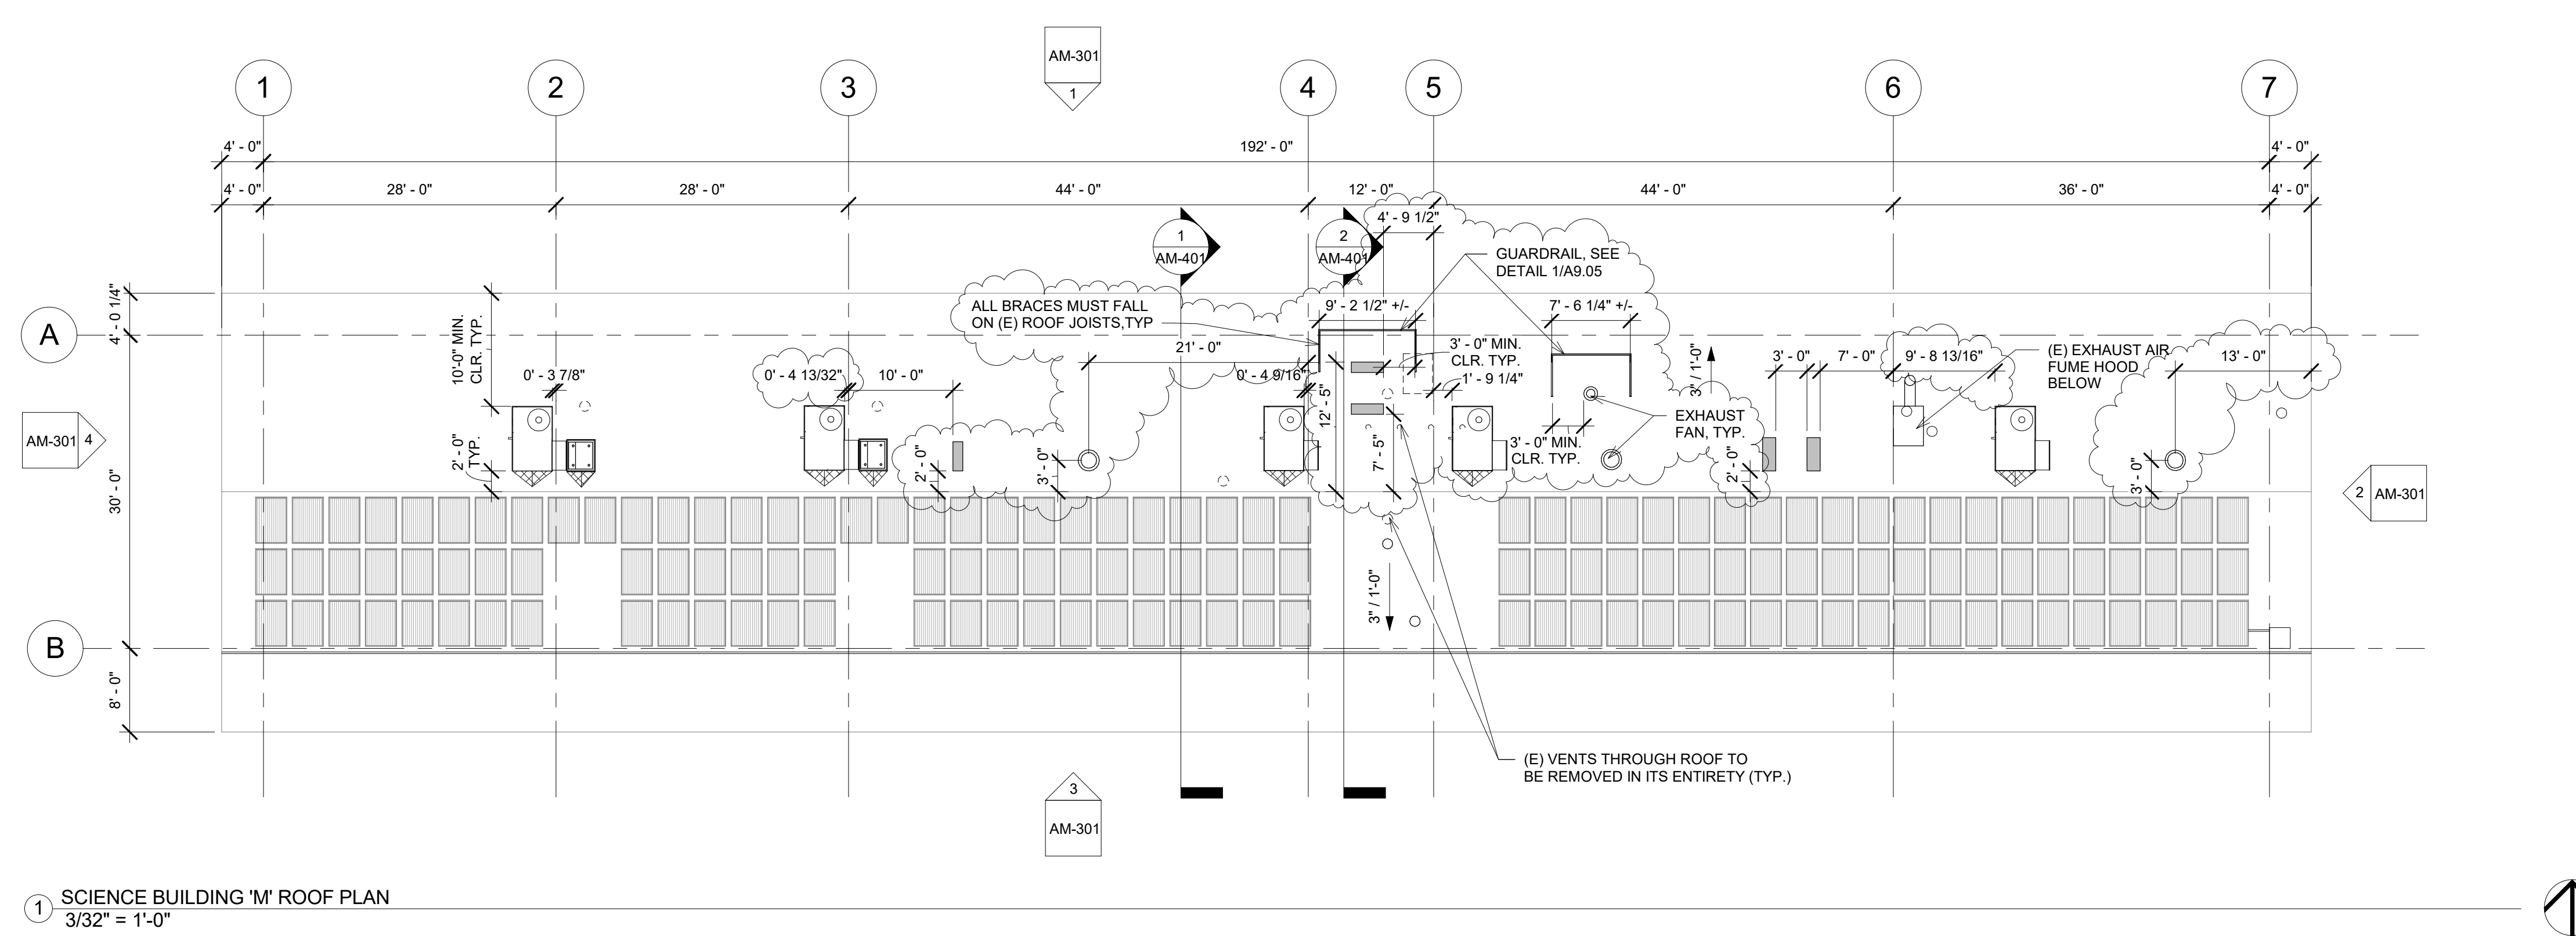 AM-301
1
1
2
3
4
5
6
7
4' - 0"
192' - 0"
4' - 0"
4' - 0"
28' - 0"
28' - 0"
44' - 0"
12' - 0"
44' - 0"
36' - 0"
4' - 0"
4' - 9 1/2"
1
AM-401
2
AM-401
GUARDRAIL, SEE
DETAIL 1/A9.05
4' - 0 1/4"
A
10'-0" MIN.
CLR. TYP.
ALL BRACES MUST FALL
ON (E) ROOF JOISTS,TYP
9' - 2 1/2" +/-
7' - 6 1/4" +/-
21' - 0"
3' - 0" MIN.
CLR. TYP.
3" / 1'-0"
3' - 0"
7' - 0"
9' - 8 13/16"
(E) EXHAUST AIR
FUME HOOD
BELOW
13' - 0"
0' - 3 7/8"
0' - 4 13/32"
10' - 0"
0' - 4 9/16"
1' - 9 1/4"
12' - 5"
EXHAUST
FAN, TYP.
AM-301
4
2' - 0"
TYP.
2' - 0"
3' - 0"
7' - 5"
3' - 0" MIN.
CLR. TYP.
2' - 0"
3' - 0"
2
AM-301
30' - 0"
3" / 1'-0"
B
8' - 0"
(E) VENTS THROUGH ROOF TO
BE REMOVED IN ITS ENTIRETY (TYP.)
3
AM-301
1
SCIENCE BUILDING 'M' ROOF PLAN
3/32" = 1'-0"